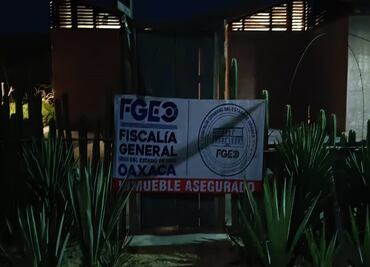 FGEO
FISCALÍA
GENERAL
DEL ESTADO DE
OAXACA
FGEO
INMUEBLE ASEGURADO